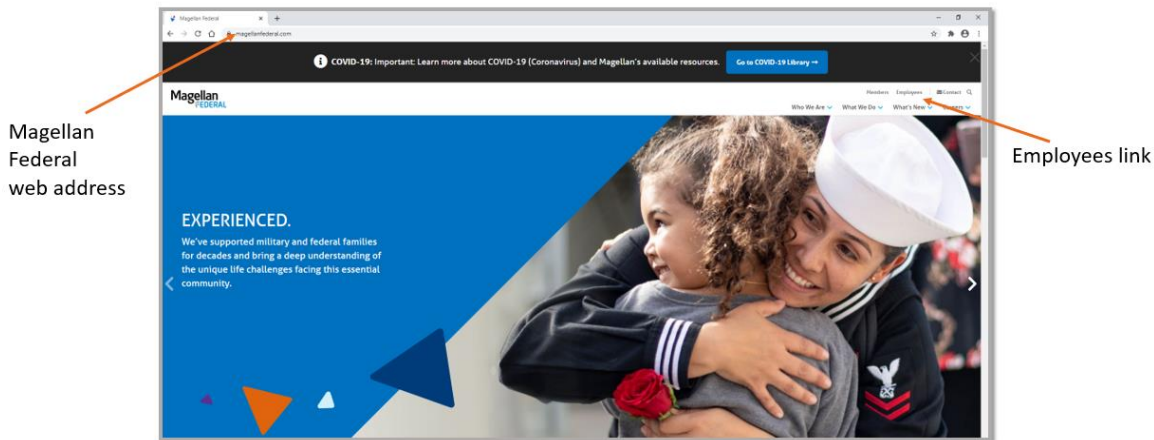 Magellan Federal
magellanfederal.com
COVID-19: Important: Learn more about COVID-19 (Coronavirus) and Magellan's available resources. Go to COVID-19 Library →
Magellan
FEDERAL
Members Employees Contact
Who We Are What We Do What's New Careers
Magellan
Federal
web address
Employees link
EXPERIENCED.
We've supported military and federal families
for decades and bring a deep understanding of
the unique life challenges facing this essential
community.